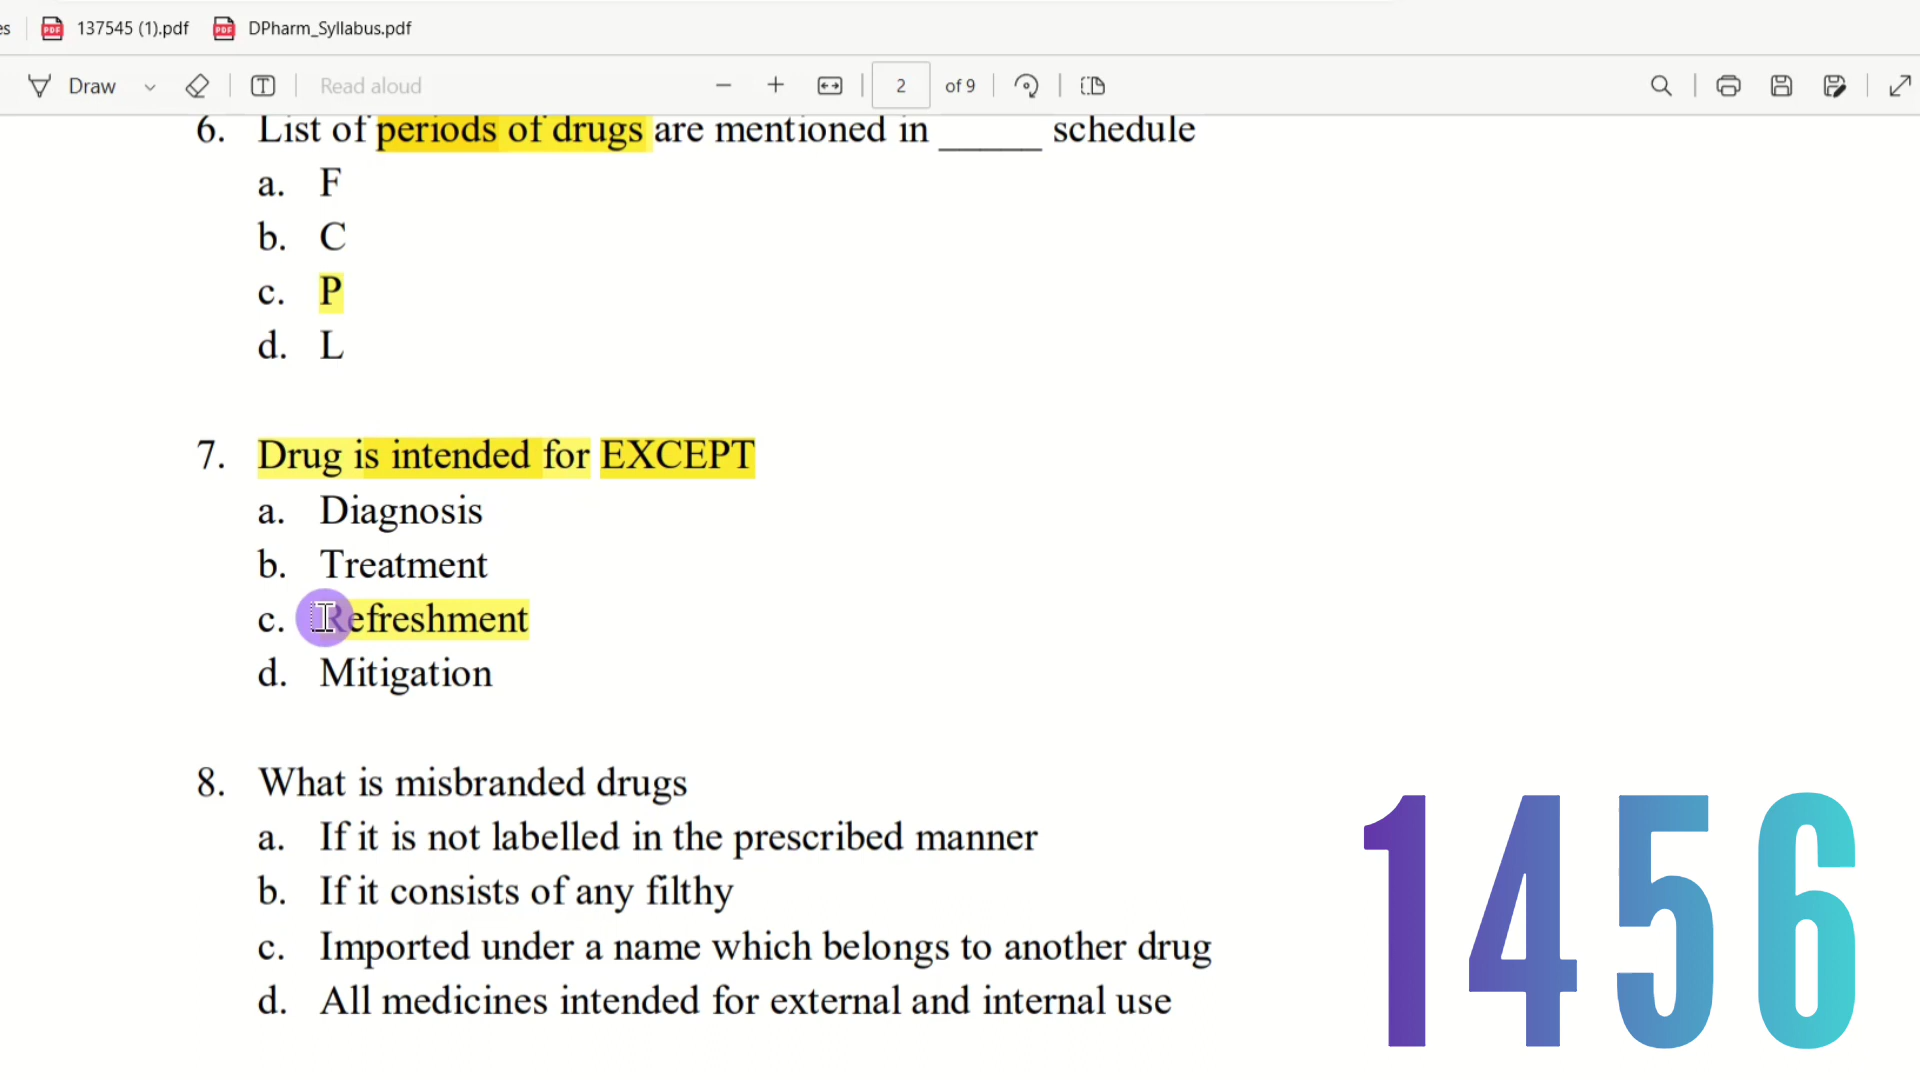 es 137545 (1).pdf DPharm_Syllabus.pdf
Draw Read aloud 2 of 9
6. List of periods of drugs are mentioned in _____ schedule
a. F
b. C
c. P
d. L
7. Drug is intended for EXCEPT
a. Diagnosis
b. Treatment
c. Refreshment
d. Mitigation
8. What is misbranded drugs
a. If it is not labelled in the prescribed manner
b. If it consists of any filthy
c. Imported under a name which belongs to another drug
d. All medicines intended for external and internal use
1456